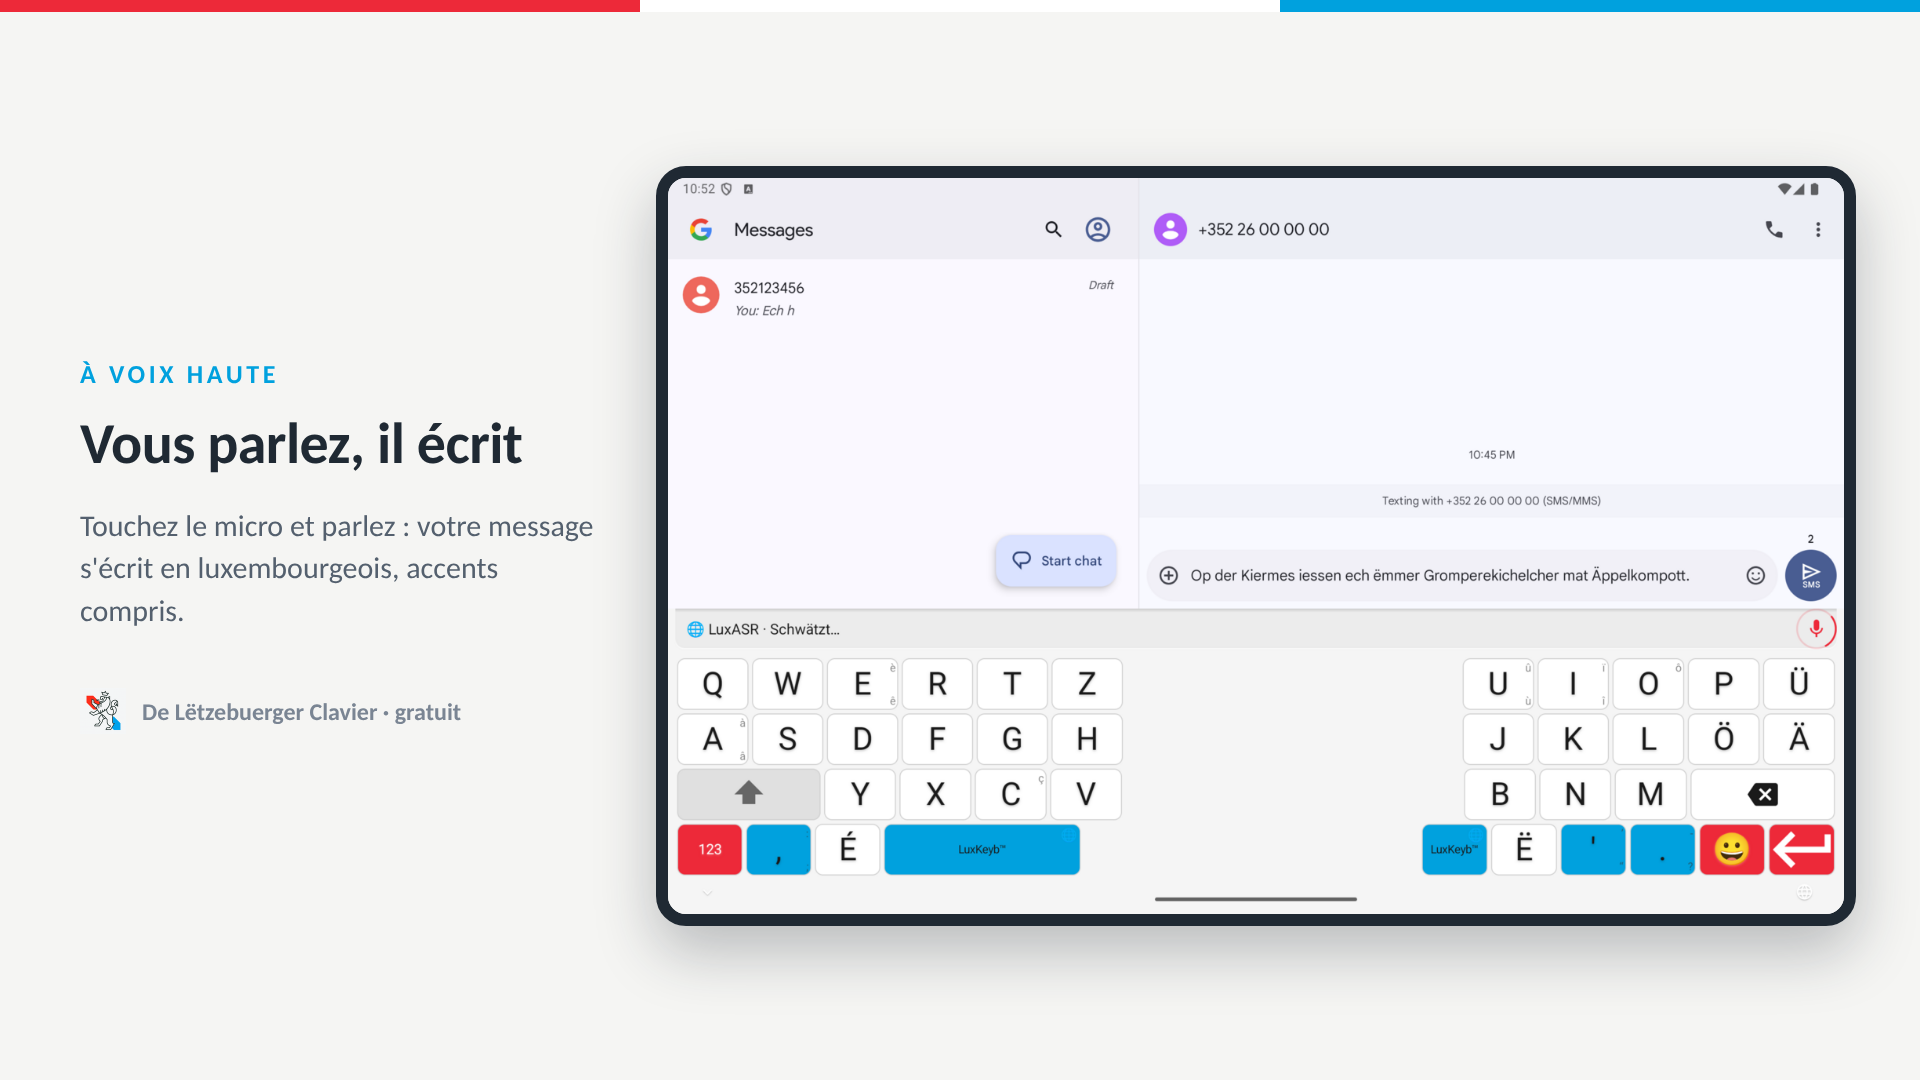 À VOIX HAUTE
Vous parlez, il écrit
Touchez le micro et parlez : votre message
s'écrit en luxembourgeois, accents
compris.
De Lëtzebuerger Clavier · gratuit
10:52
Messages
352123456
Draft
You: Ech h
Start chat
+352 26 00 00 00
10:45 PM
Texting with +352 26 00 00 00 (SMS/MMS)
2
Op der Kiermes iessen ech ëmmer Gromperekichelcher mat Äppelkompott.
SMS
🌐 LuxASR · Schwätzt...
Q W E è ê R T Z U û ù I ï î O ô P Ü
A à â S D F G H J K L Ö Ä
Y X C ç V B N M
123 , É LuxKeyb™ LuxKeyb™ Ë ' . 😀